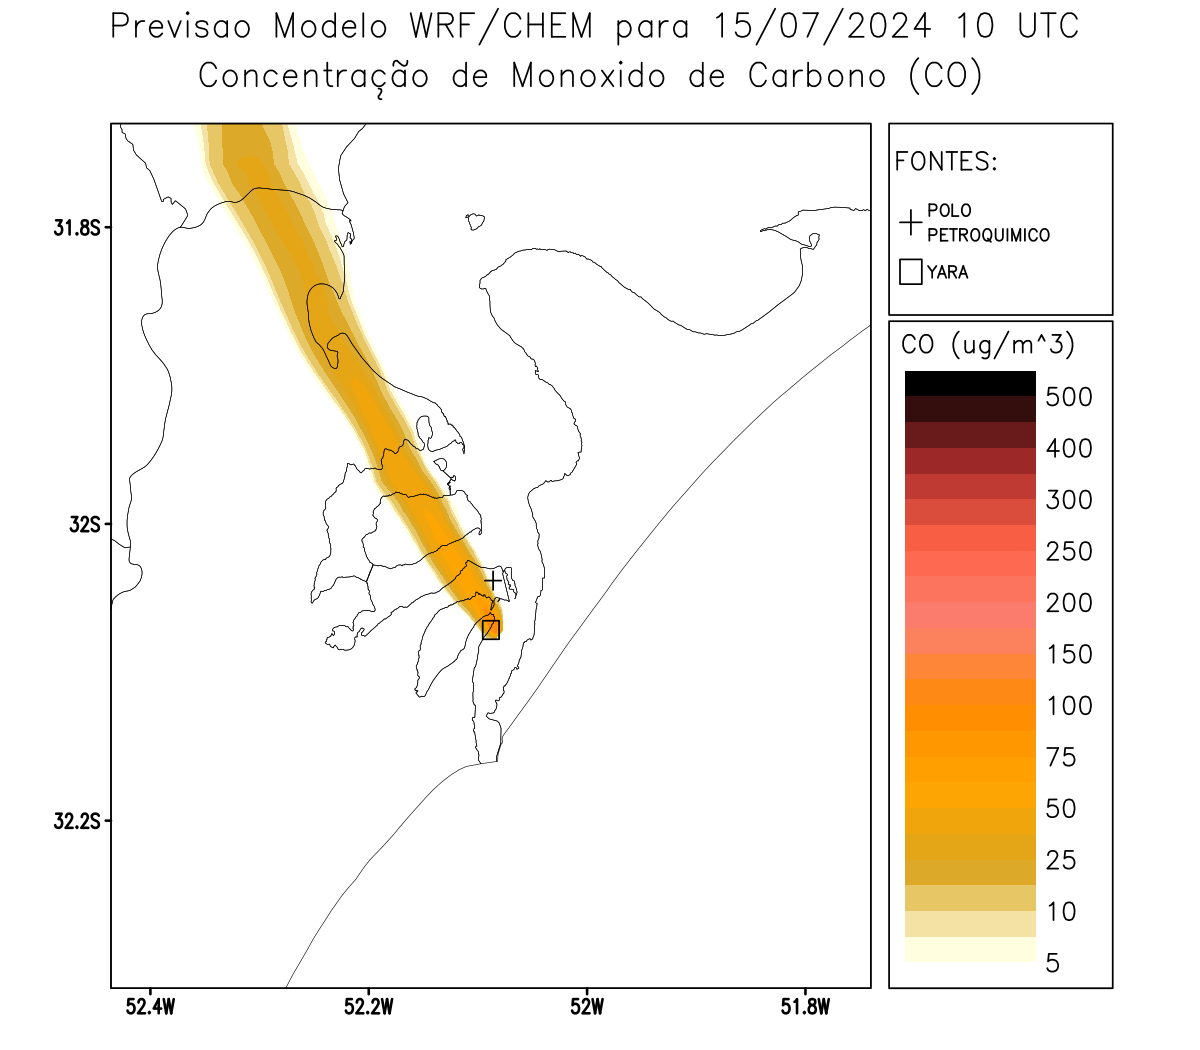 Previsao Modelo WRF/CHEM para 15/07/2024 10 UTC
Concentração de Monoxido de Carbono (CO)
FONTES:
POLO
PETROQUIMICO
YARA
CO (ug/m^3)
500
400
300
250
200
150
100
75
50
25
10
5
31.8S
32S
32.2S
52.4W
52.2W
52W
51.8W